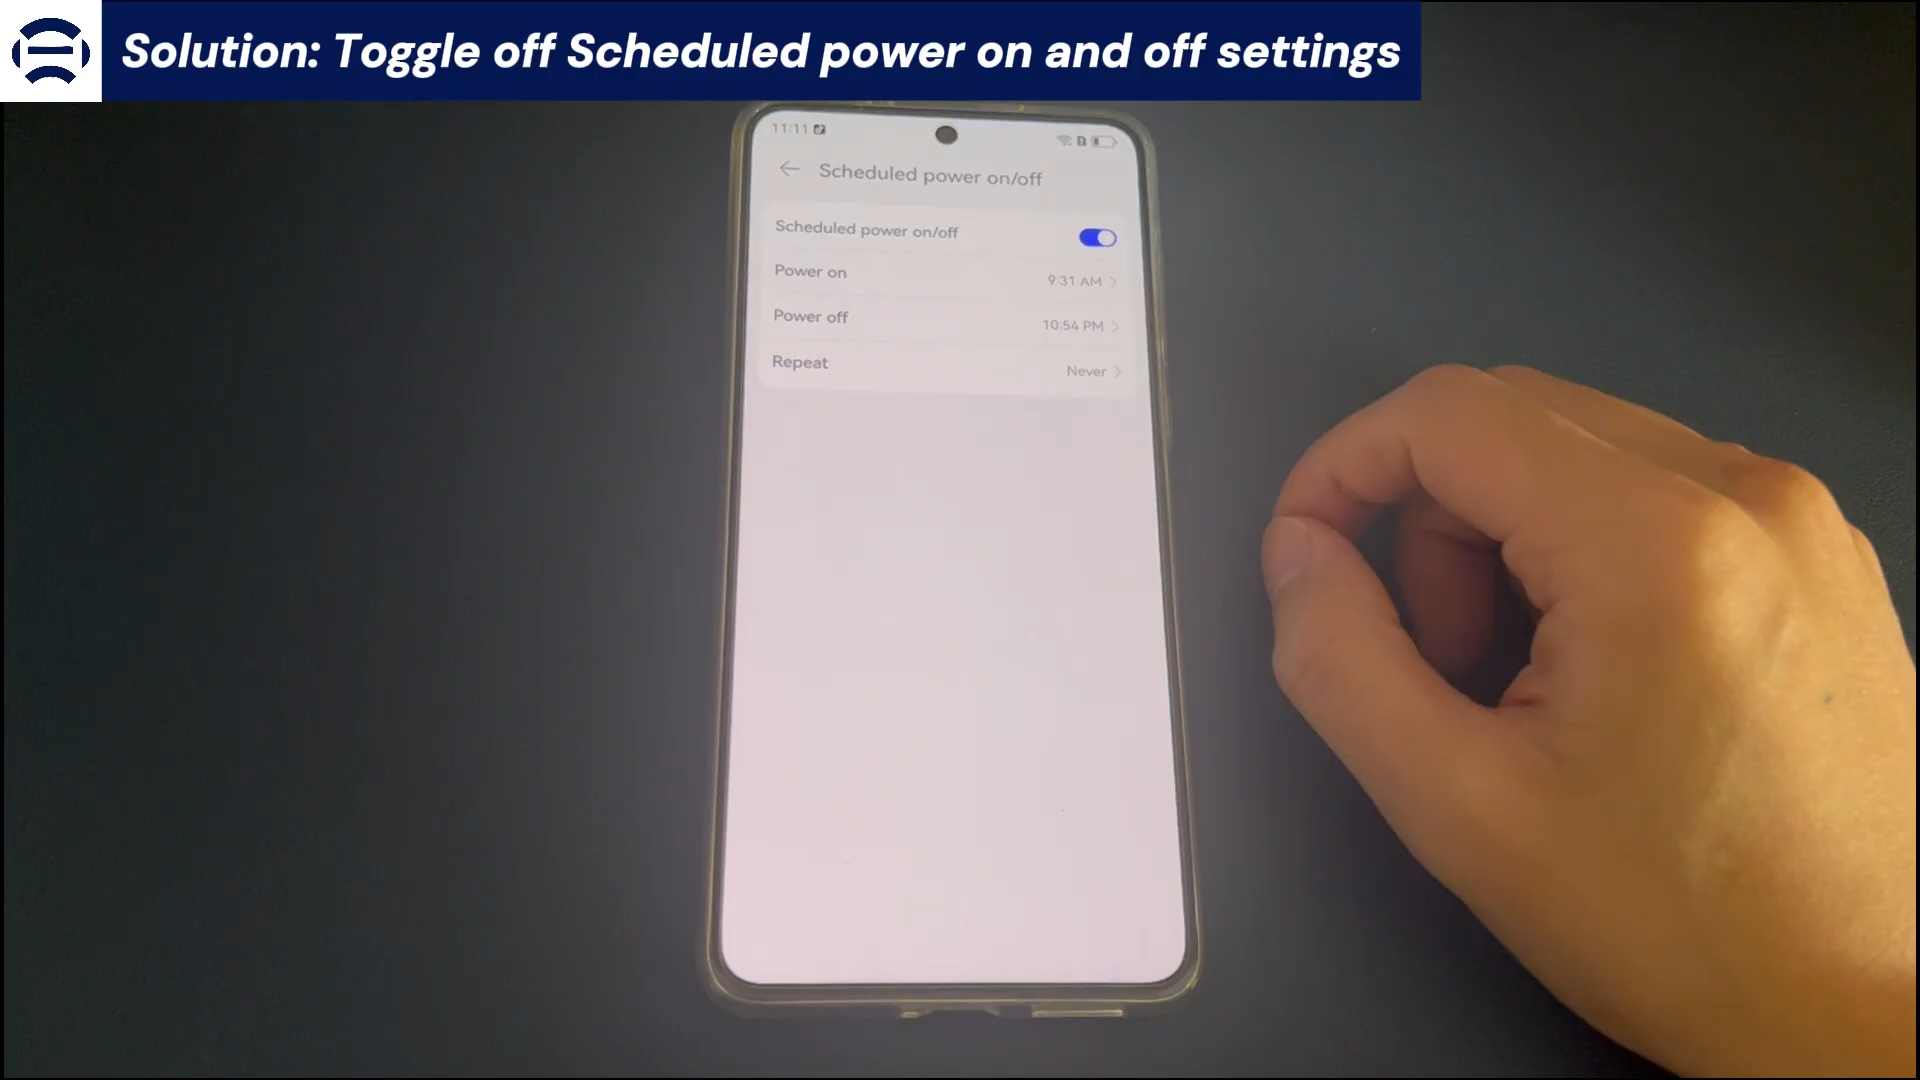 Solution: Toggle off Scheduled power on and off settings
11:11
Scheduled power on/off
Scheduled power on/off
Power on 9:31 AM
Power off 10:54 PM
Repeat Never